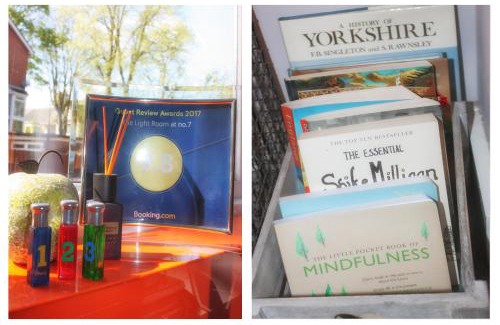 Guest Review Awards 2017
The Light Room at no.7
Booking.com
1 2 3
A HISTORY OF
YORKSHIRE
F.B. SINGLETON and S. RAWNSLEY
THE TOP TEN BESTSELLER
THE ESSENTIAL
Spike Milligan
THE LITTLE POCKET BOOK OF
MINDFULNESS